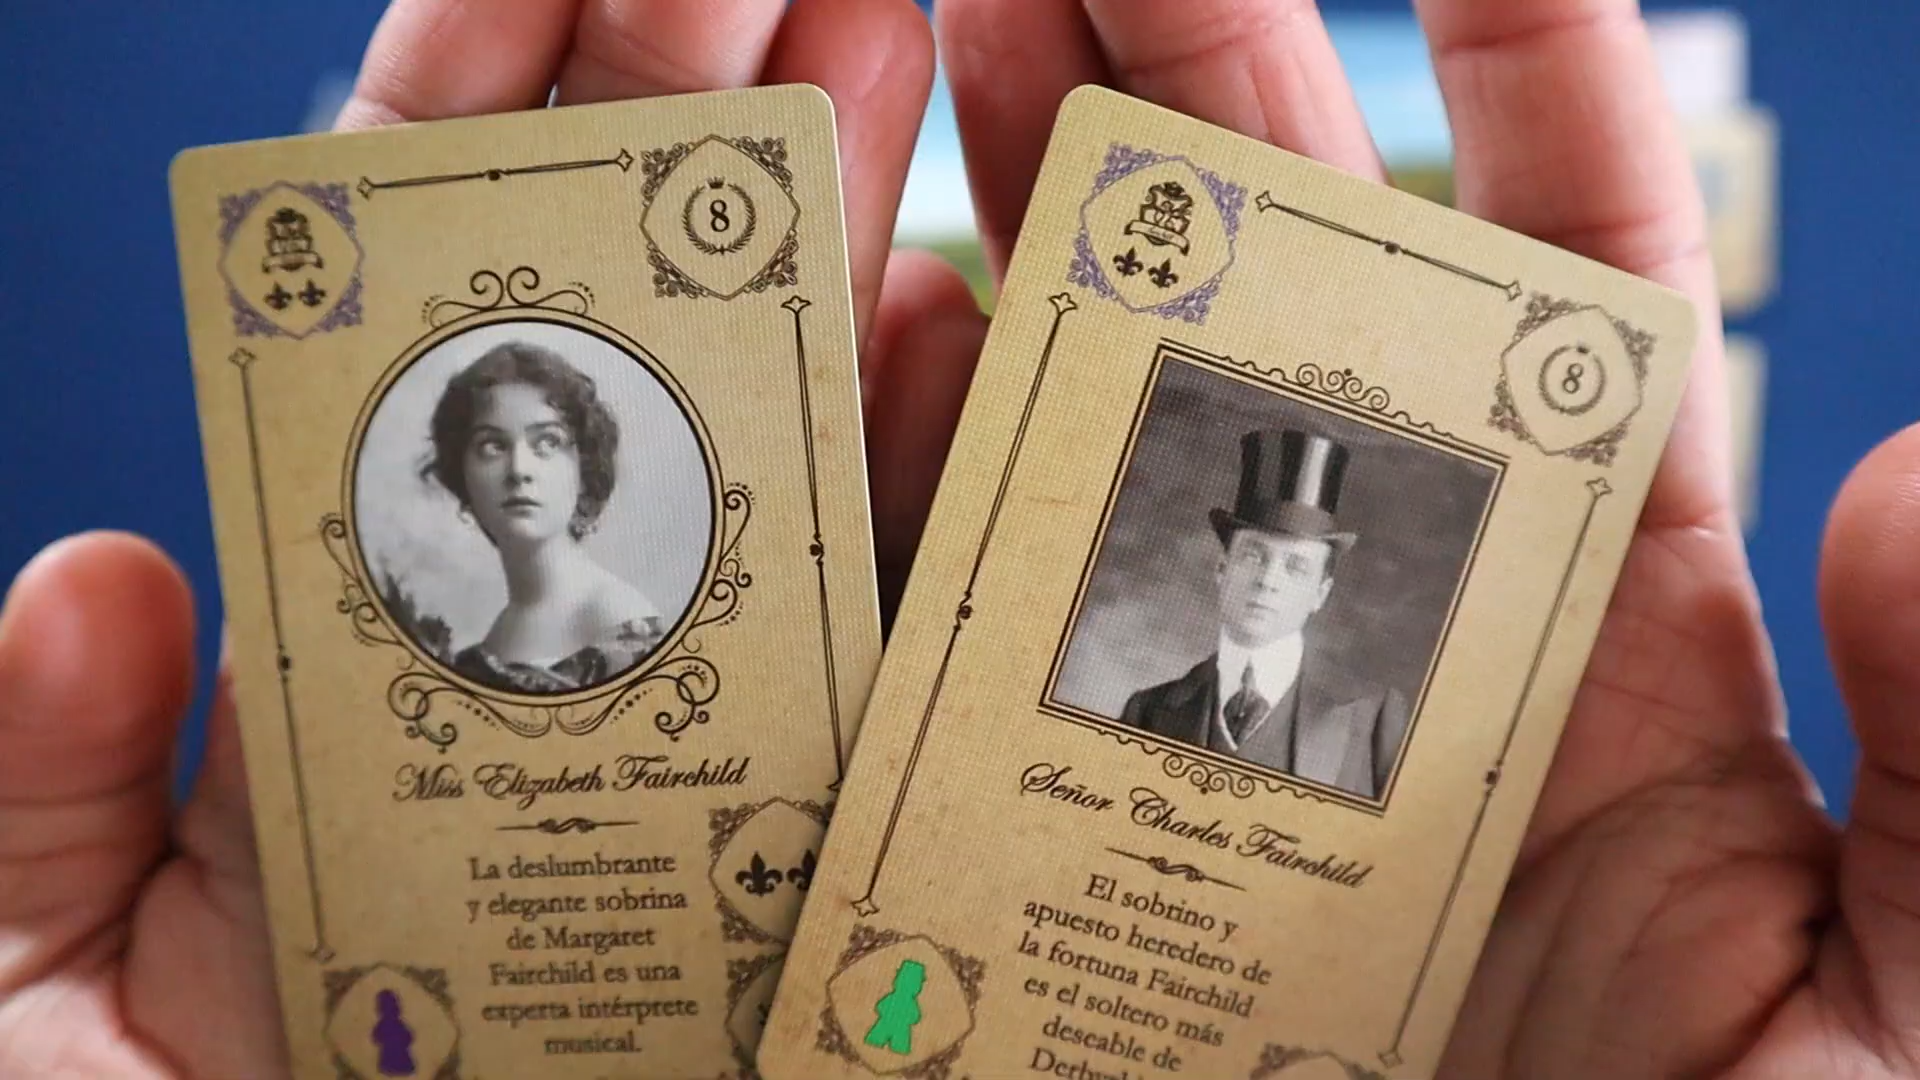 8
Miss Elizabeth Fairchild
La deslumbrante
y elegante sobrina
de Margaret
Fairchild es una
experta intérprete
musical.
8
Señor Charles Fairchild
El sobrino y
apuesto heredero de
la fortuna Fairchild
es el soltero más
deseable de